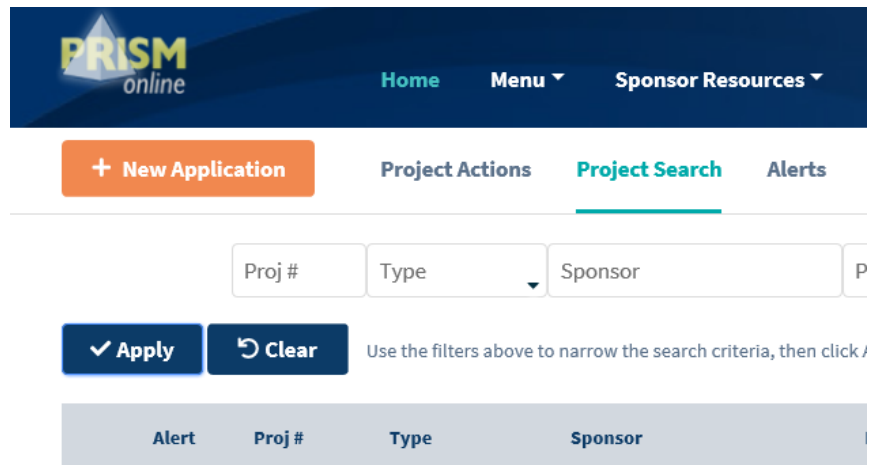 PRISM
online
Home Menu Sponsor Resources
+ New Application Project Actions Project Search Alerts
Proj # Type Sponsor P
Apply Clear Use the filters above to narrow the search criteria, then click
Alert Proj # Type Sponsor